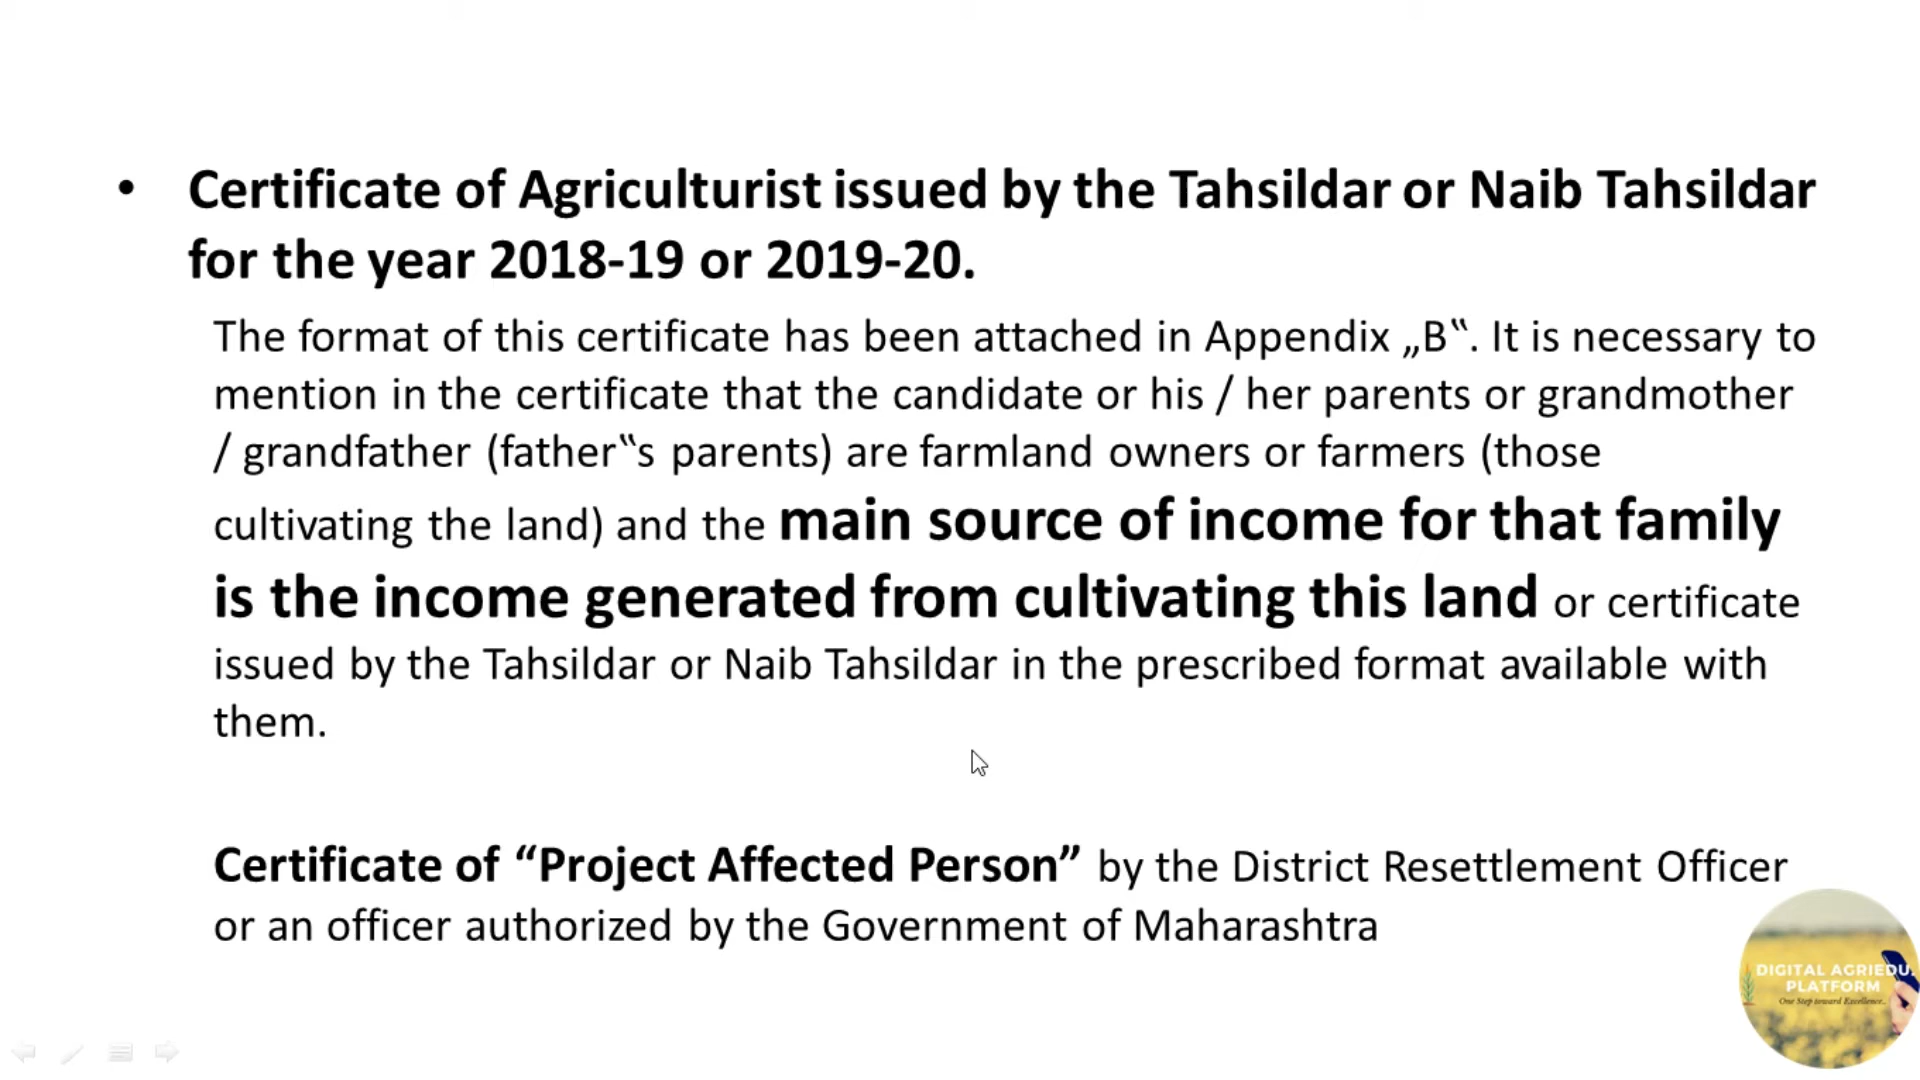 • Certificate of Agriculturist issued by the Tahsildar or Naib Tahsildar
for the year 2018-19 or 2019-20.
The format of this certificate has been attached in Appendix „B‟. It is necessary to
mention in the certificate that the candidate or his / her parents or grandmother
/ grandfather (father‟s parents) are farmland owners or farmers (those
cultivating the land) and the main source of income for that family
is the income generated from cultivating this land or certificate
issued by the Tahsildar or Naib Tahsildar in the prescribed format available with
them.
Certificate of “Project Affected Person” by the District Resettlement Officer
or an officer authorized by the Government of Maharashtra
DIGITAL AGRIEDU.
PLATFORM
One Step toward Excellence..